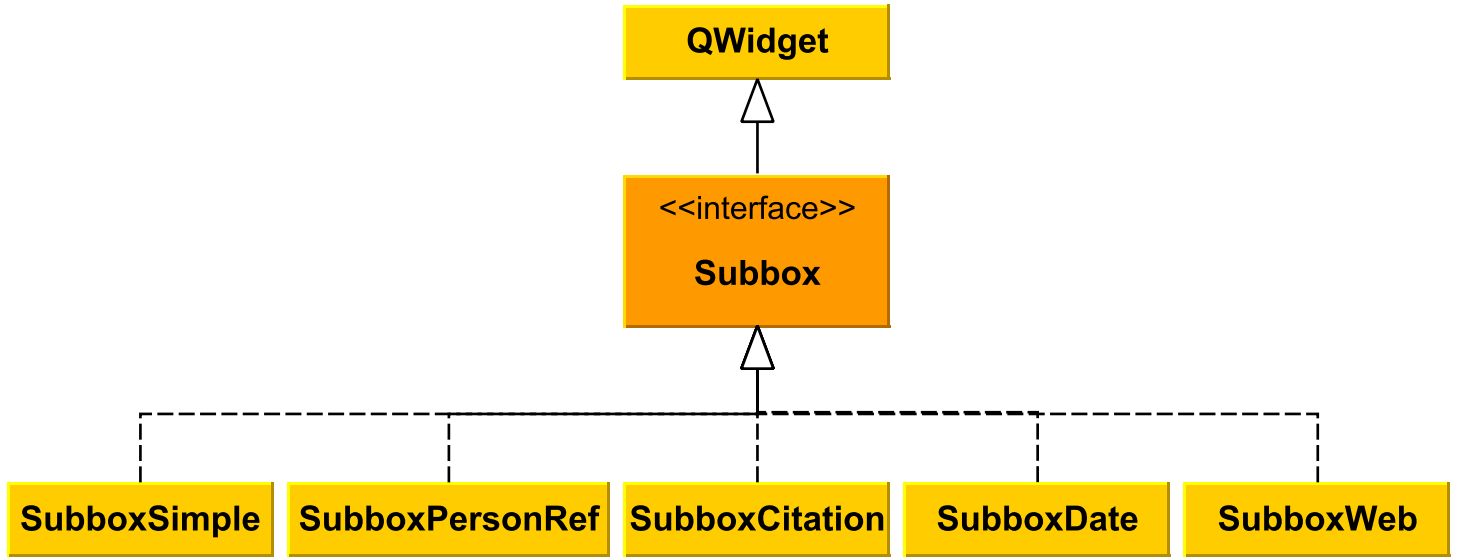 QWidget
<<interface>>
Subbox
SubboxSimple
SubboxPersonRef
SubboxCitation
SubboxDate
SubboxWeb